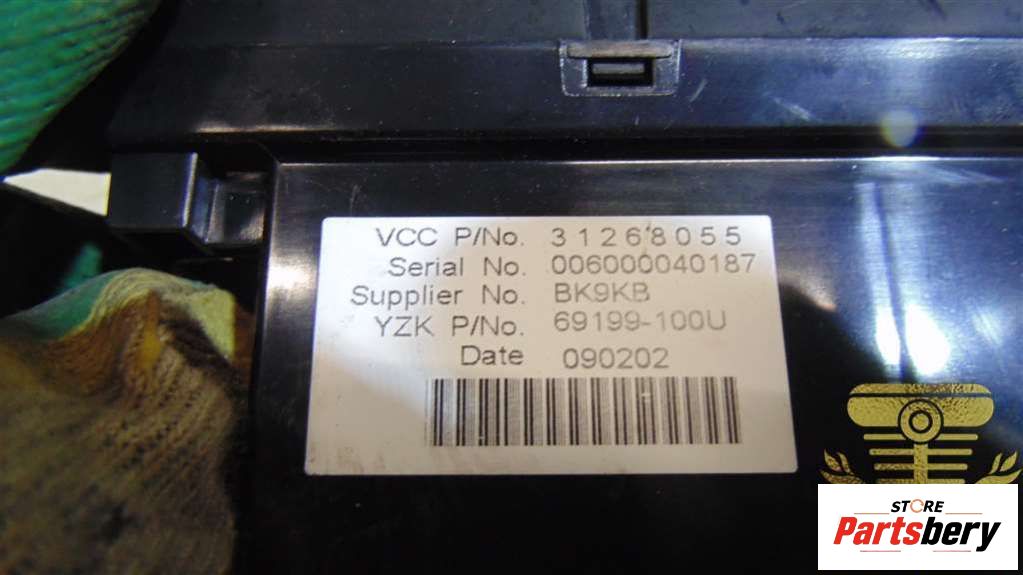 VCC P/No. 31268055
Serial No. 006000040187
Supplier No. BK9KB
YZK P/No. 69199-100U
Date 090202
STORE
Partsbery